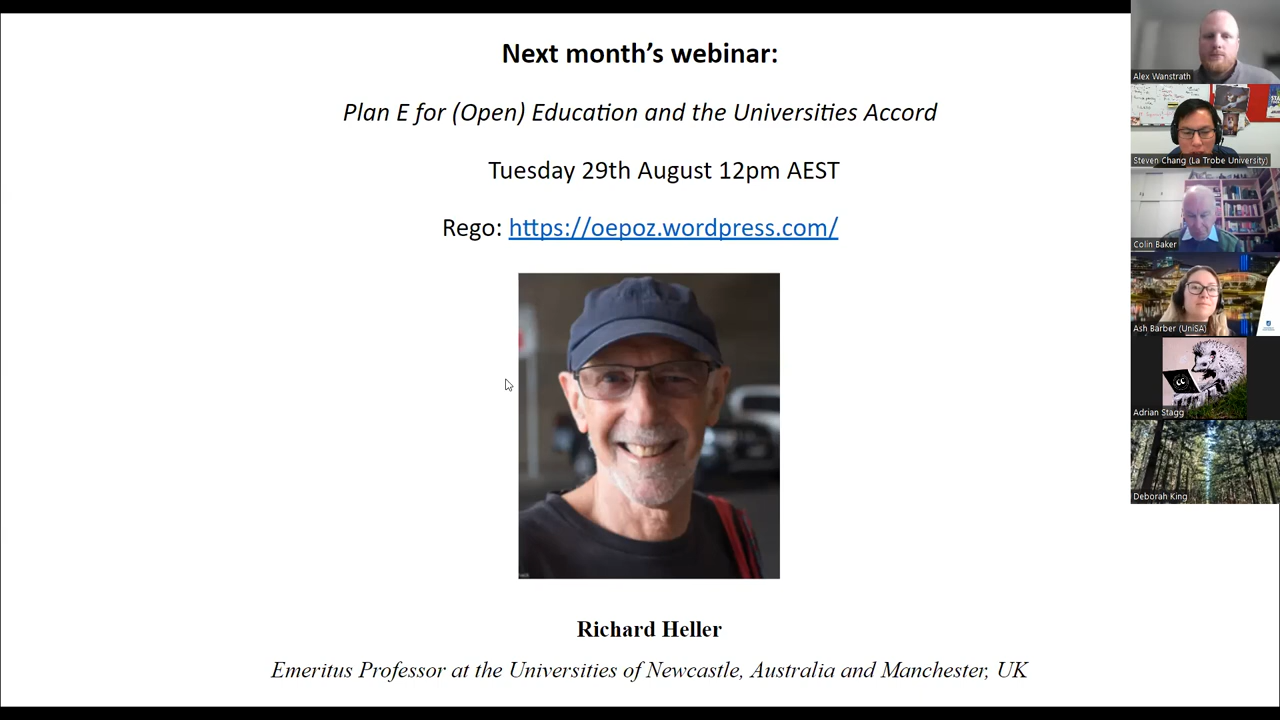 Next month's webinar:
Plan E for (Open) Education and the Universities Accord
Tuesday 29th August 12pm AEST
Rego: https://oepoz.wordpress.com/
Richard Heller
Emeritus Professor at the Universities of Newcastle, Australia and Manchester, UK
Alex Wanstrath
Steven Chang (La Trobe University)
Colin Baker
Ash Barber (UniSA)
CC
Adrian Stagg
Deborah King